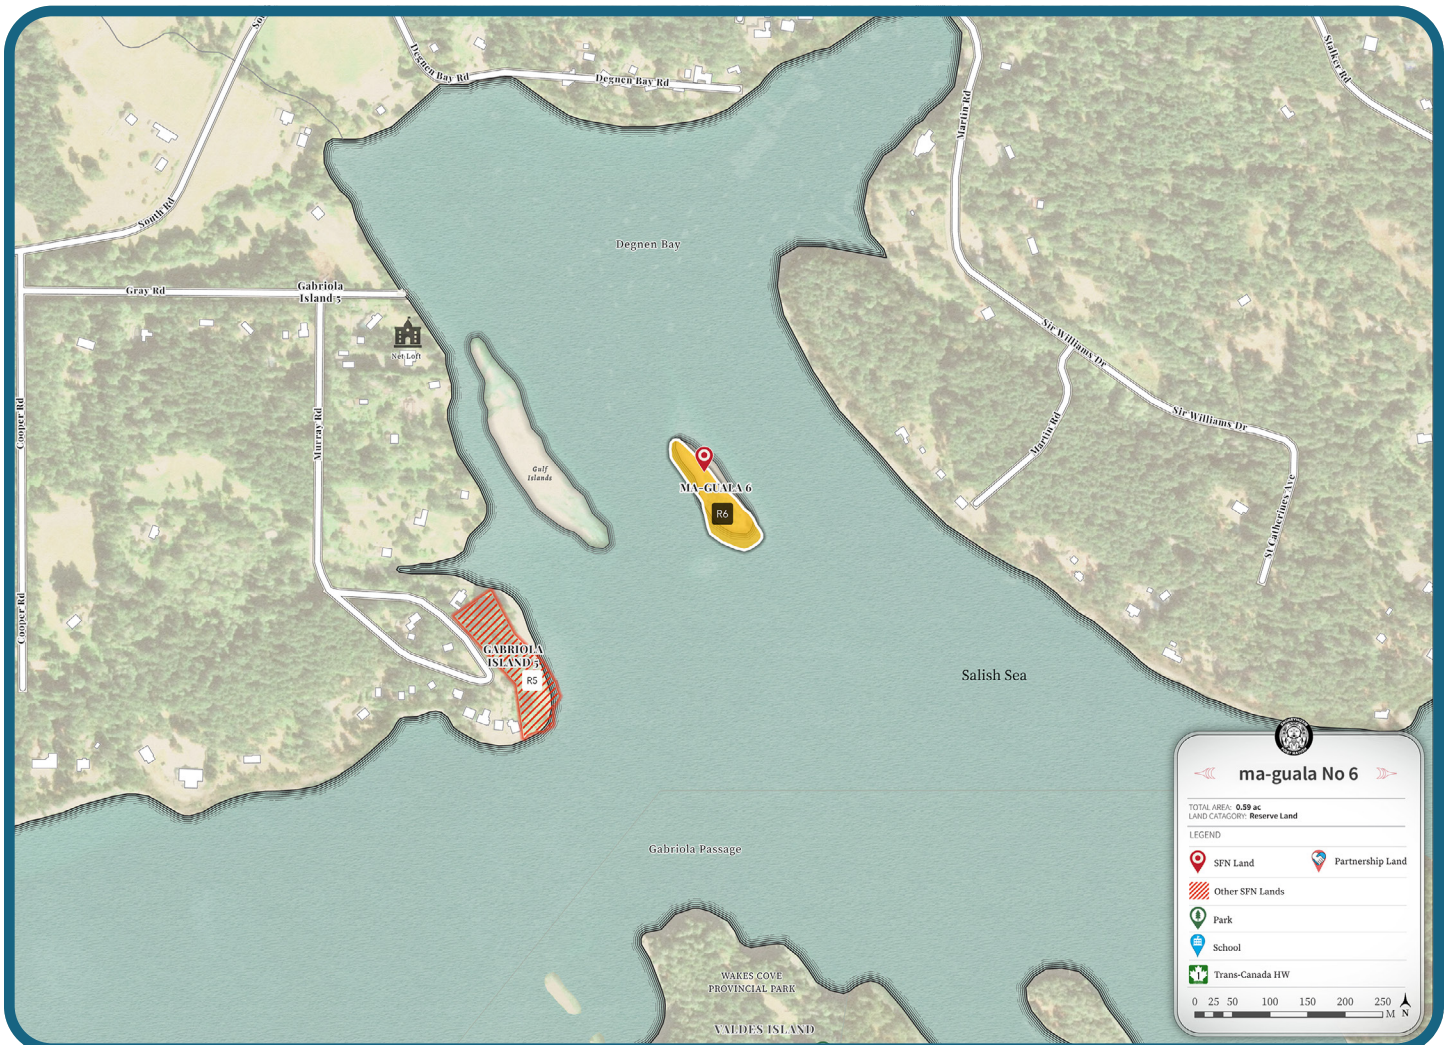 Degnen Bay Rd
Degnen Bay Rd
Stalker Rd
Martin Rd
South Rd
Degnen Bay
Gray Rd
Gabriola
Island 5
Net Loft
Sir Williams Dr
Sir Williams Dr
Martin Rd
Cooper Rd
Murray Rd
Gulf
Islands
MA-GUALA 6
R6
St Catherines Ave
Cooper Rd
GABRIOLA
ISLAND 5
R5
Salish Sea
Gabriola Passage
WAKES COVE
PROVINCIAL PARK
VALDES ISLAND
ma-guala No 6
TOTAL AREA: 0.59 ac
LAND CATAGORY: Reserve Land
LEGEND
SFN Land
Partnership Land
Other SFN Lands
Park
School
1
Trans-Canada HW
0 25 50 100 150 200 250
M N